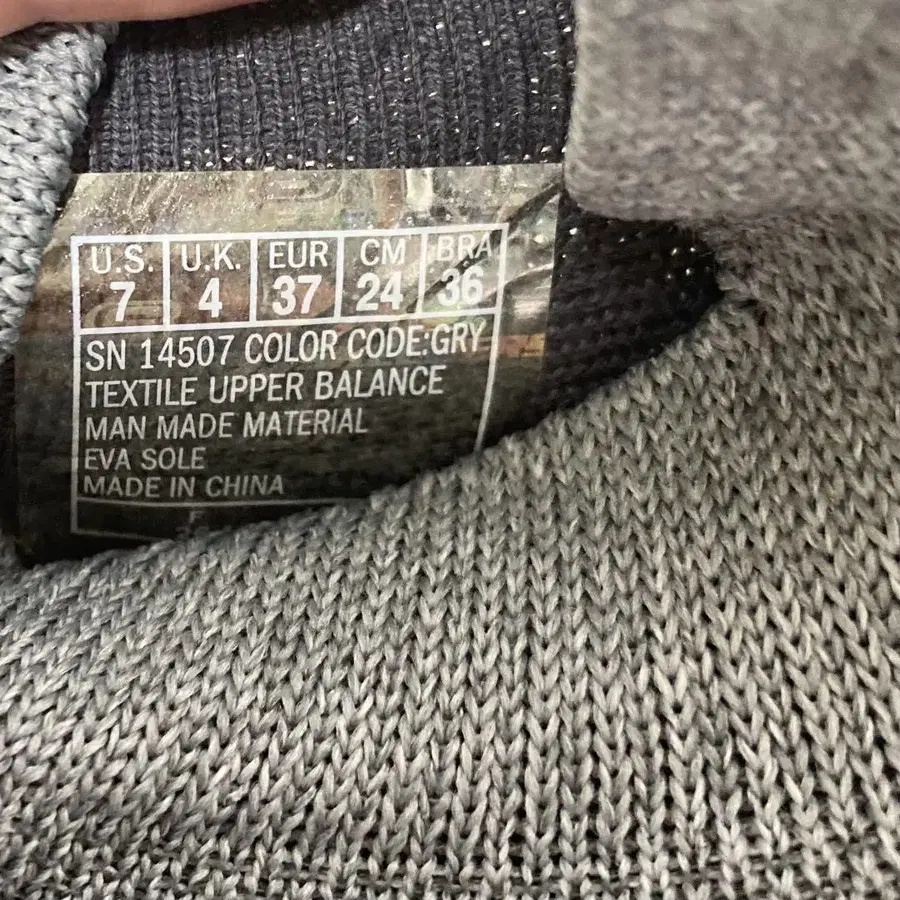 U.S. U.K. EUR CM BRA
7 4 37 24 36
SN 14507 COLOR CODE:GRY
TEXTILE UPPER BALANCE
MAN MADE MATERIAL
EVA SOLE
MADE IN CHINA